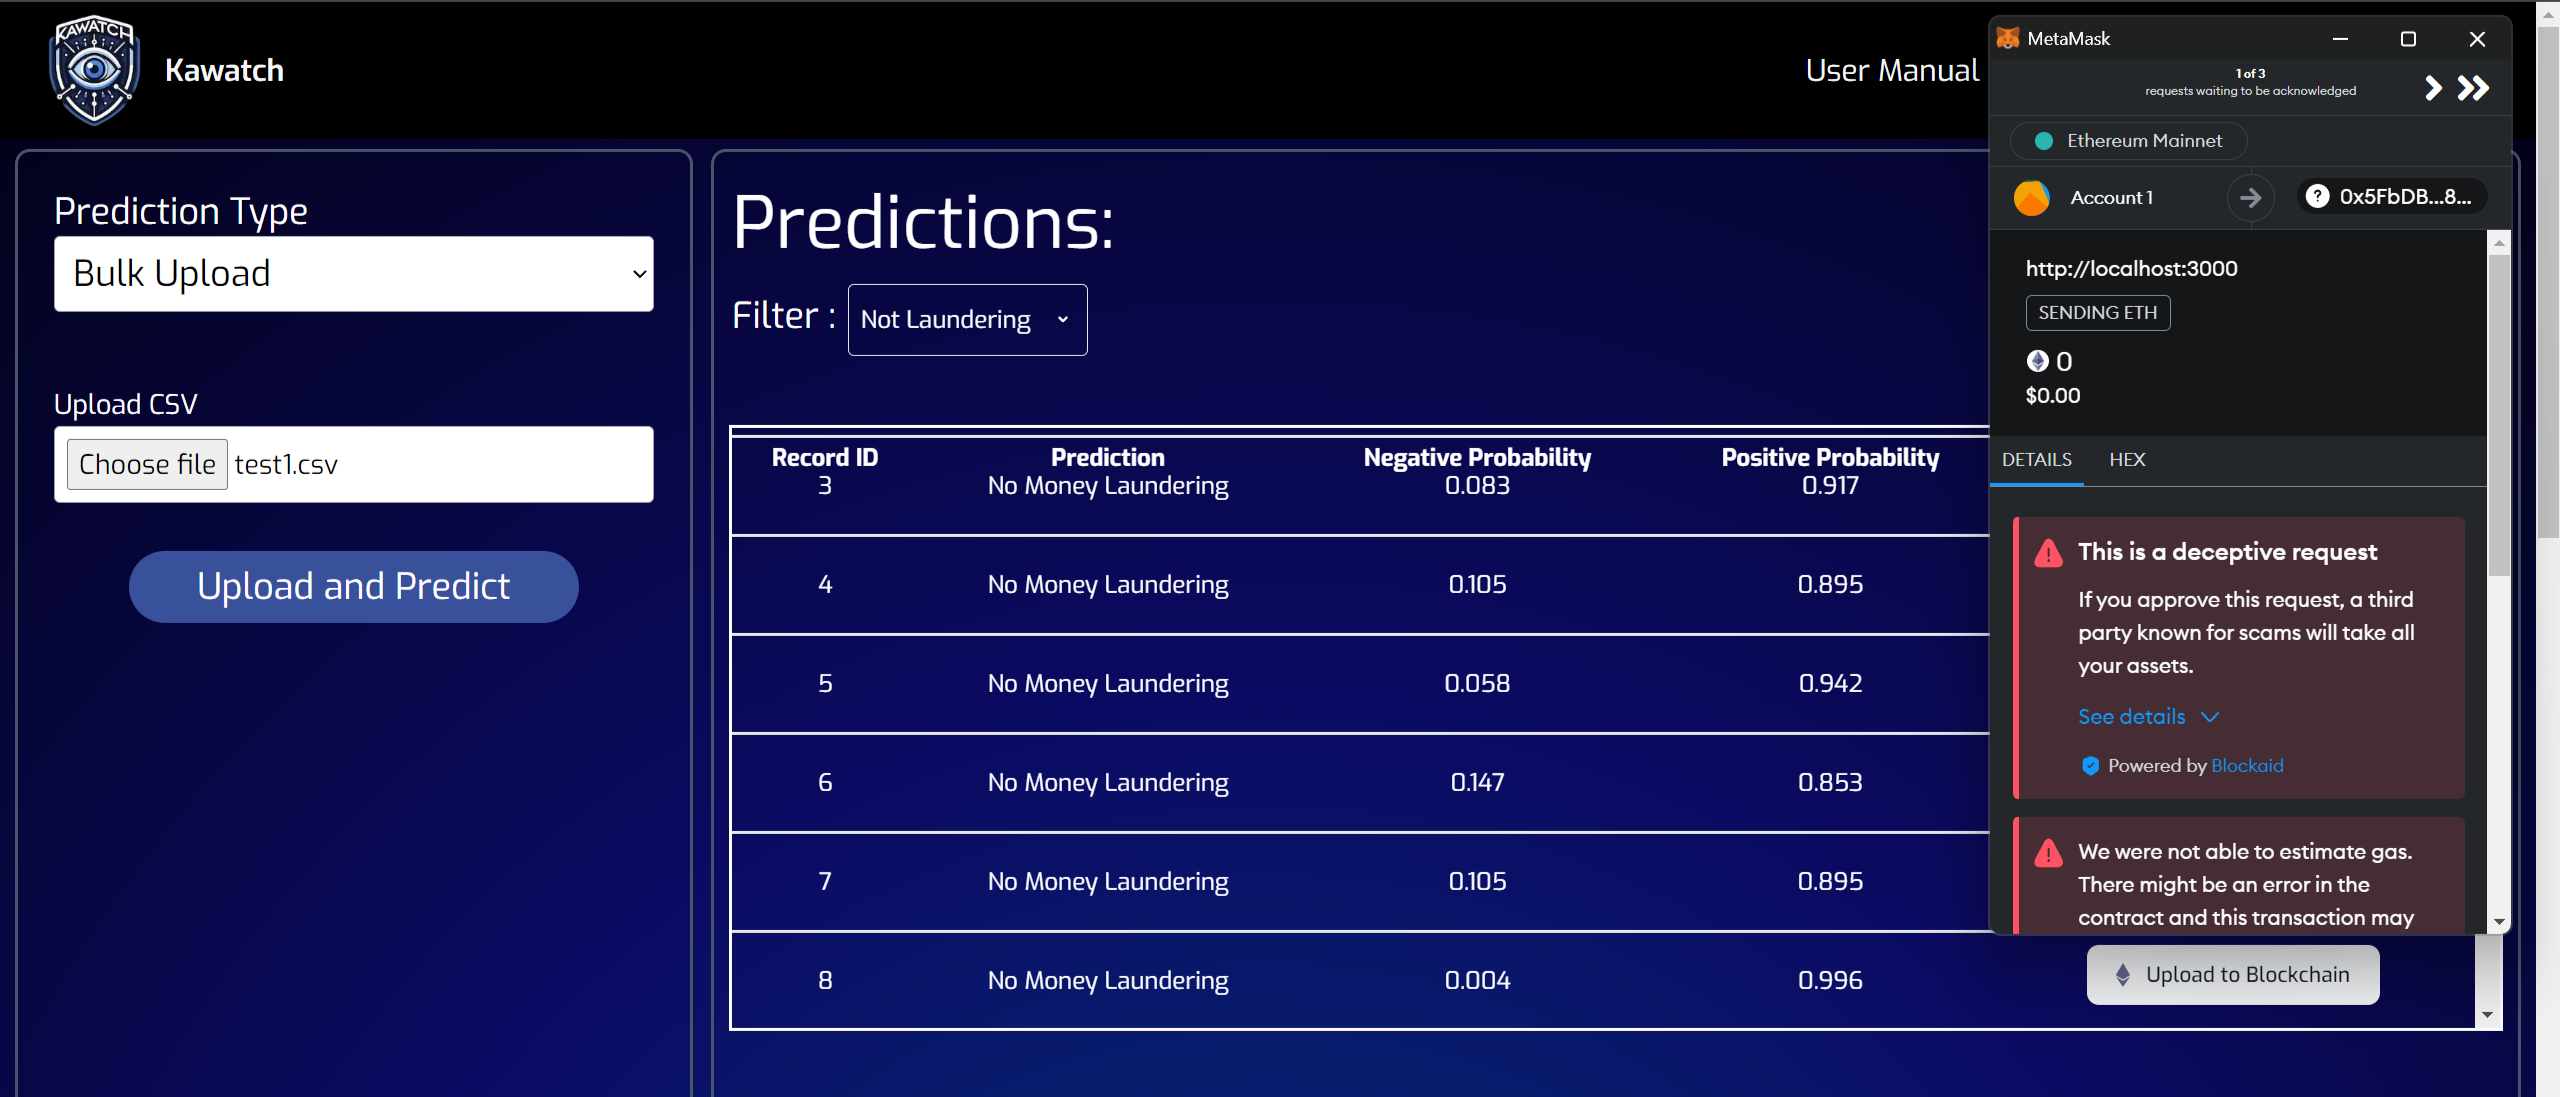 KAWATCH
Kawatch
User Manual
Prediction Type
Bulk Upload
Upload CSV
Choose file test1.csv
Upload and Predict
Predictions:
Filter : Not Laundering
Record ID Prediction Negative Probability Positive Probability
3 No Money Laundering 0.083 0.917
4 No Money Laundering 0.105 0.895
5 No Money Laundering 0.058 0.942
6 No Money Laundering 0.147 0.853
7 No Money Laundering 0.105 0.895
8 No Money Laundering 0.004 0.996 Upload to Blockchain
MetaMask
1 of 3
requests waiting to be acknowledged
Ethereum Mainnet
Account 1 0x5FbDB...8...
http://localhost:3000
SENDING ETH
0
$0.00
DETAILS HEX
This is a deceptive request
If you approve this request, a third
party known for scams will take all
your assets.
See details
Powered by Blockaid
We were not able to estimate gas.
There might be an error in the
contract and this transaction may